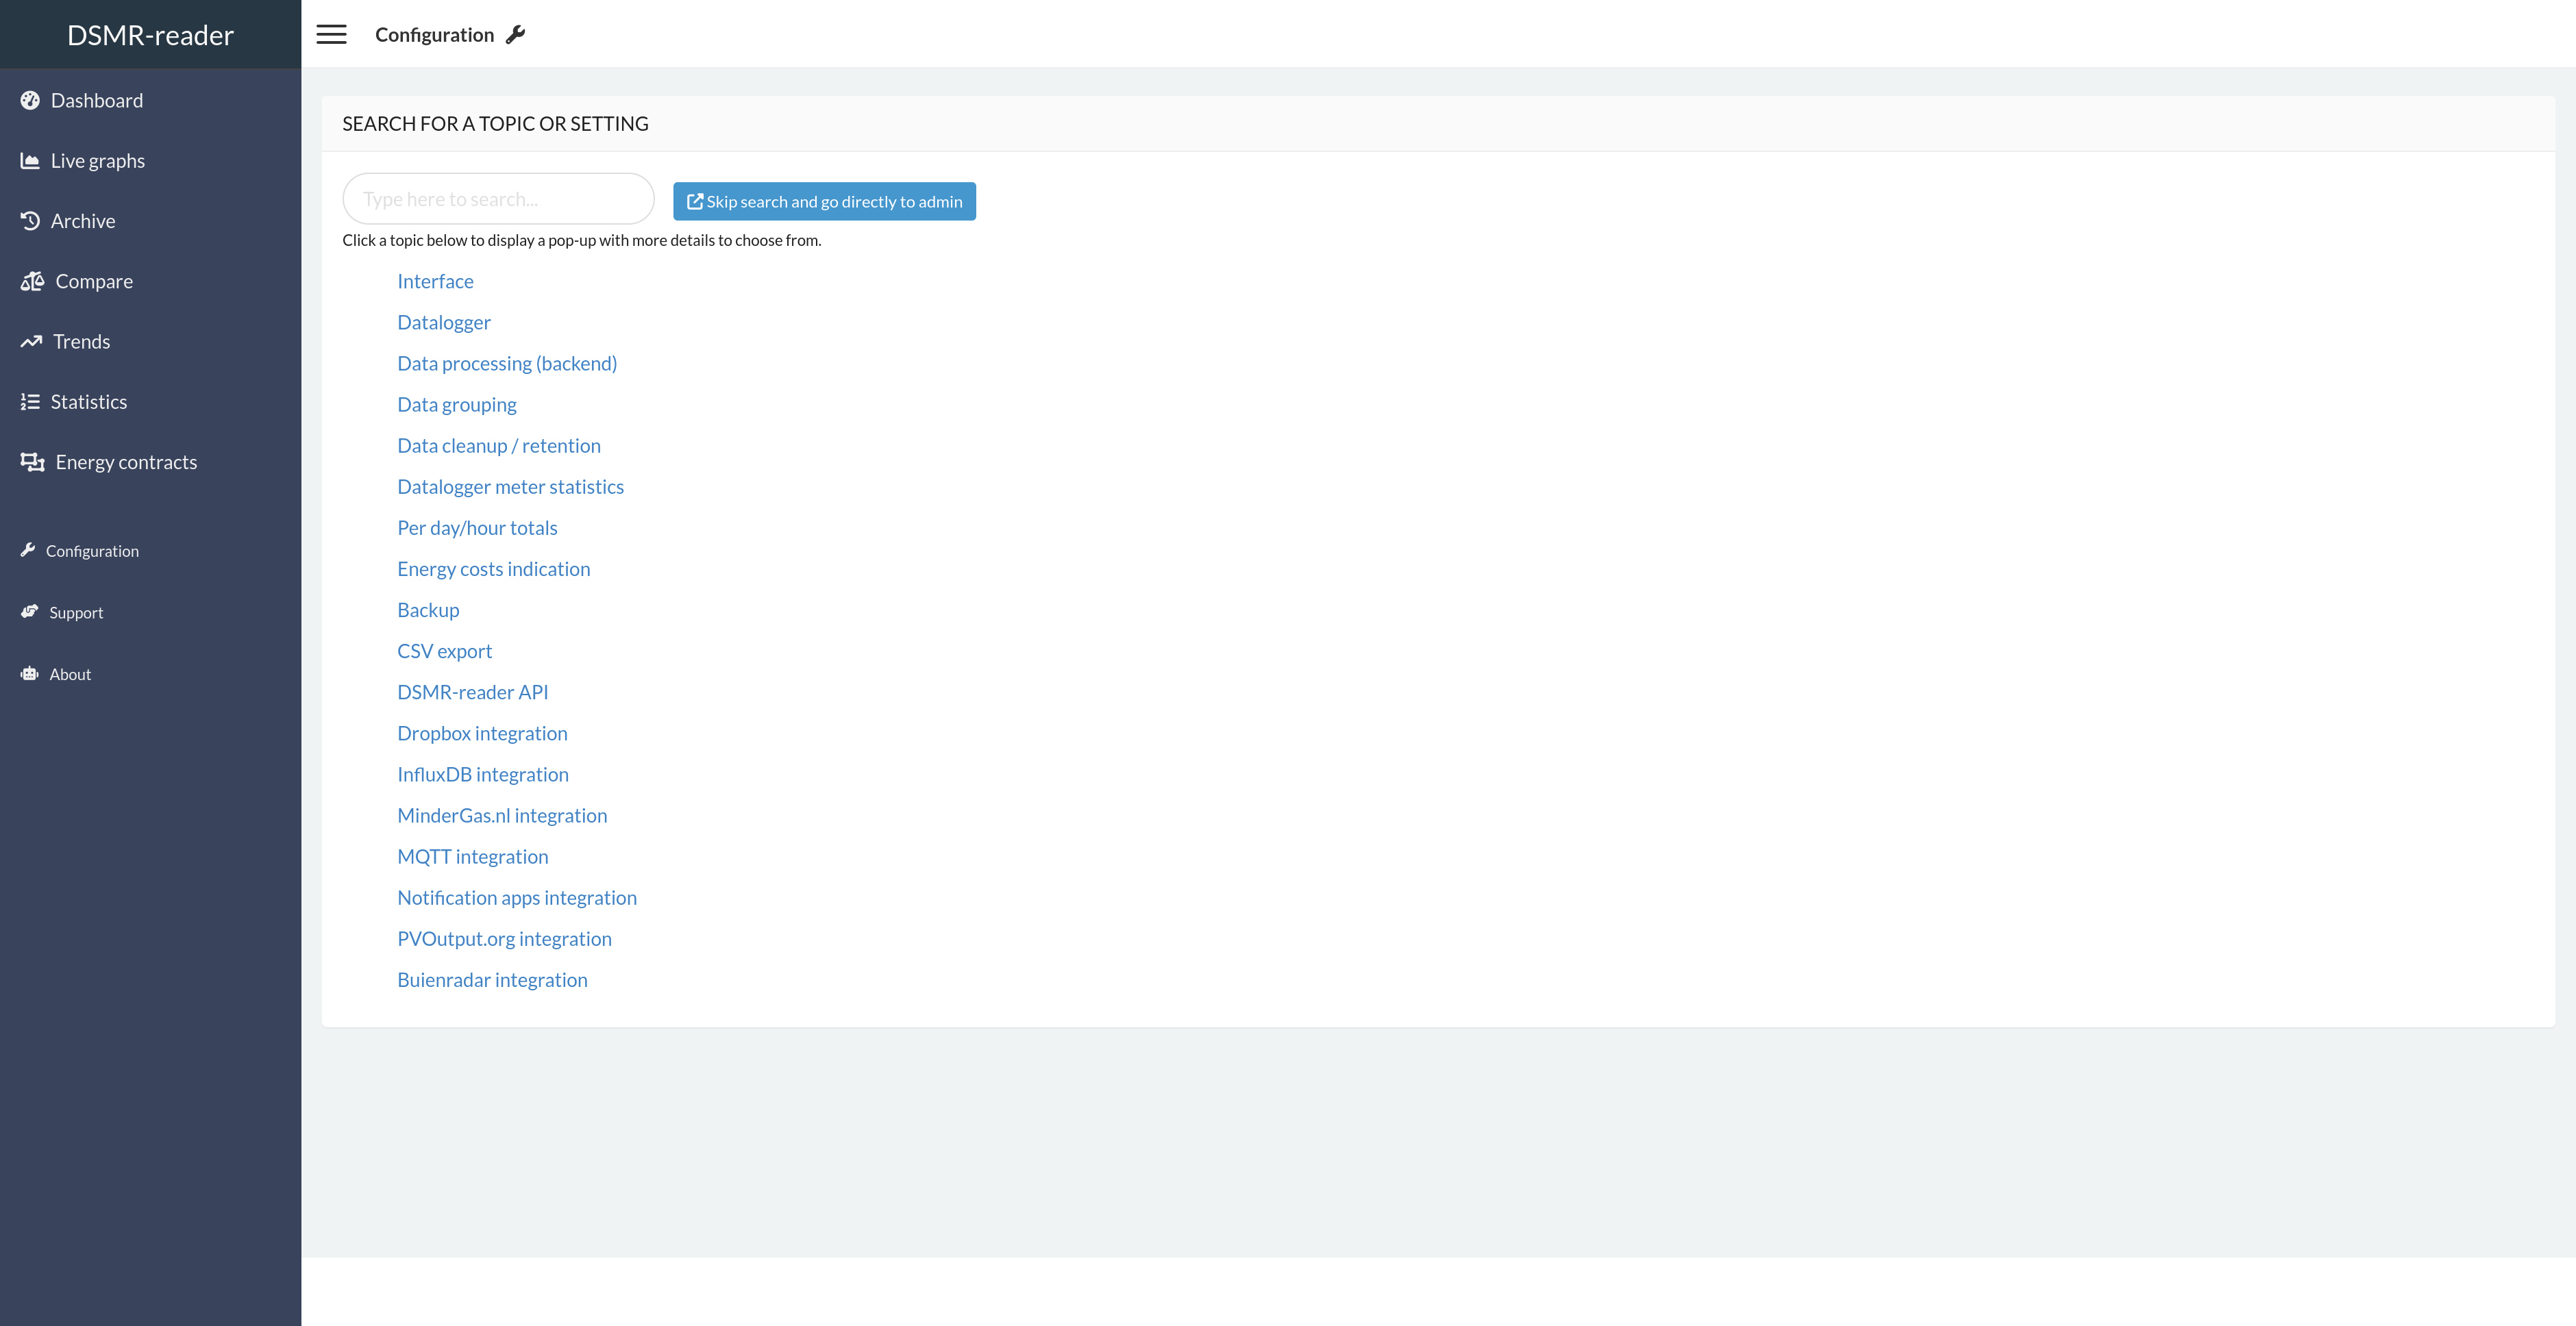 DSMR-reader
Configuration
Dashboard
Live graphs
Archive
Compare
Trends
Statistics
Energy contracts
Configuration
Support
About
SEARCH FOR A TOPIC OR SETTING
Type here to search...
Skip search and go directly to admin
Click a topic below to display a pop-up with more details to choose from.
Interface
Datalogger
Data processing (backend)
Data grouping
Data cleanup / retention
Datalogger meter statistics
Per day/hour totals
Energy costs indication
Backup
CSV export
DSMR-reader API
Dropbox integration
InfluxDB integration
MinderGas.nl integration
MQTT integration
Notification apps integration
PVOutput.org integration
Buienradar integration